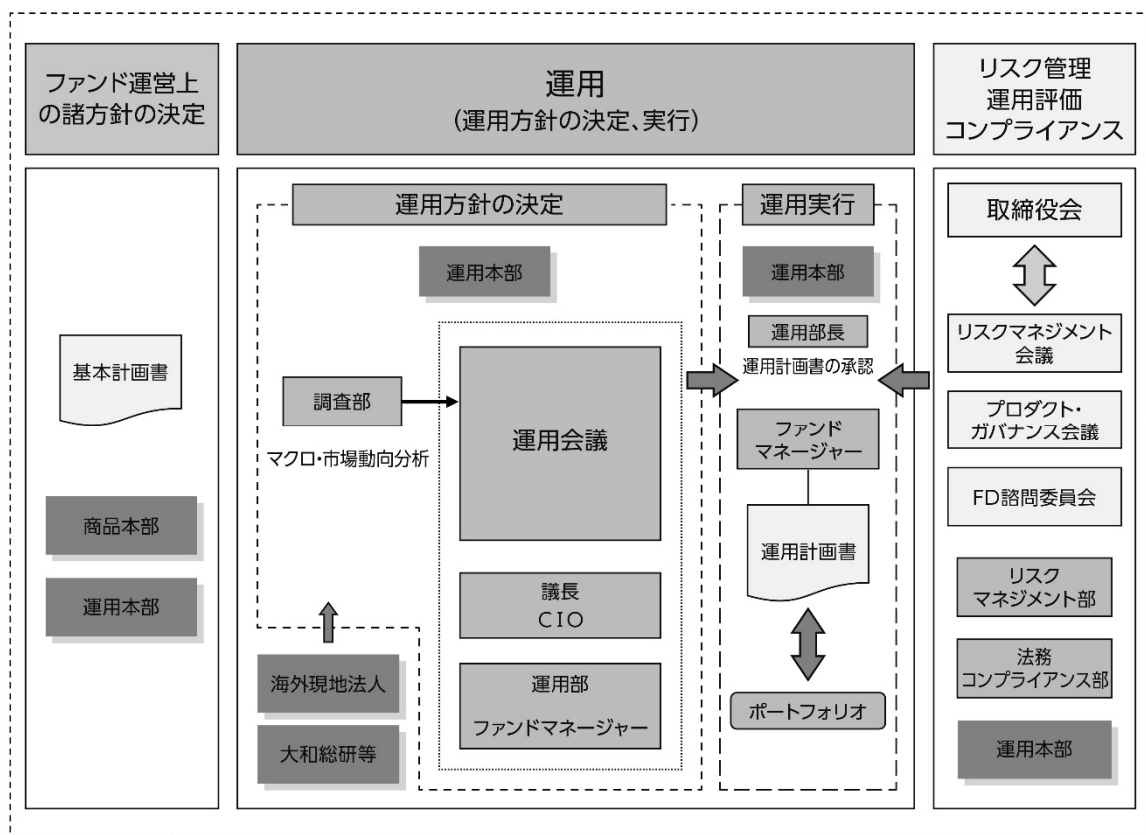 ファンド運営上
の諸方針の決定
基本計画書
商品本部
運用本部
運用
(運用方針の決定、実行)
運用方針の決定
運用本部
調査部
マクロ・市場動向分析
運用会議
議長
CIO
運用部
ファンドマネージャー
海外現地法人
大和総研等
運用実行
運用本部
運用部長
運用計画書の承認
ファンド
マネージャー
運用計画書
ポートフォリオ
リスク管理
運用評価
コンプライアンス
取締役会
リスクマネジメント
会議
プロダクト・
ガバナンス会議
FD諮問委員会
リスク
マネジメント部
法務
コンプライアンス部
運用本部